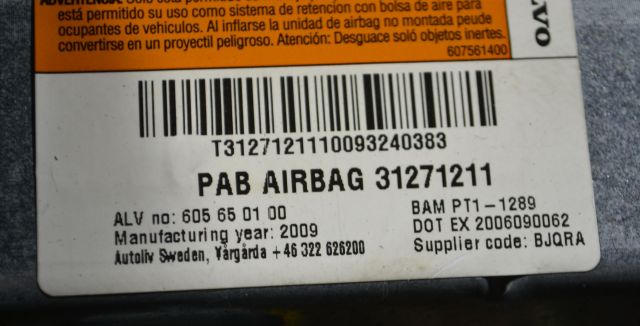 está permitido su uso como sistema de retencion con bolsa de aire para
ocupantes de vehiculos. Al inflarse la unidad de airbag no montada peude
convertirse en un proyectil peligroso. Atención: Desguace soló objetos inertes.
607561400
T31271211110093240383
PAB AIRBAG 31271211
ALV no: 605 65 01 00
Manufacturing year: 2009
Autoliv Sweden, Vårgårda +46 322 626200
BAM PT1-1289
DOT EX 2006090062
Supplier code: BJQRA